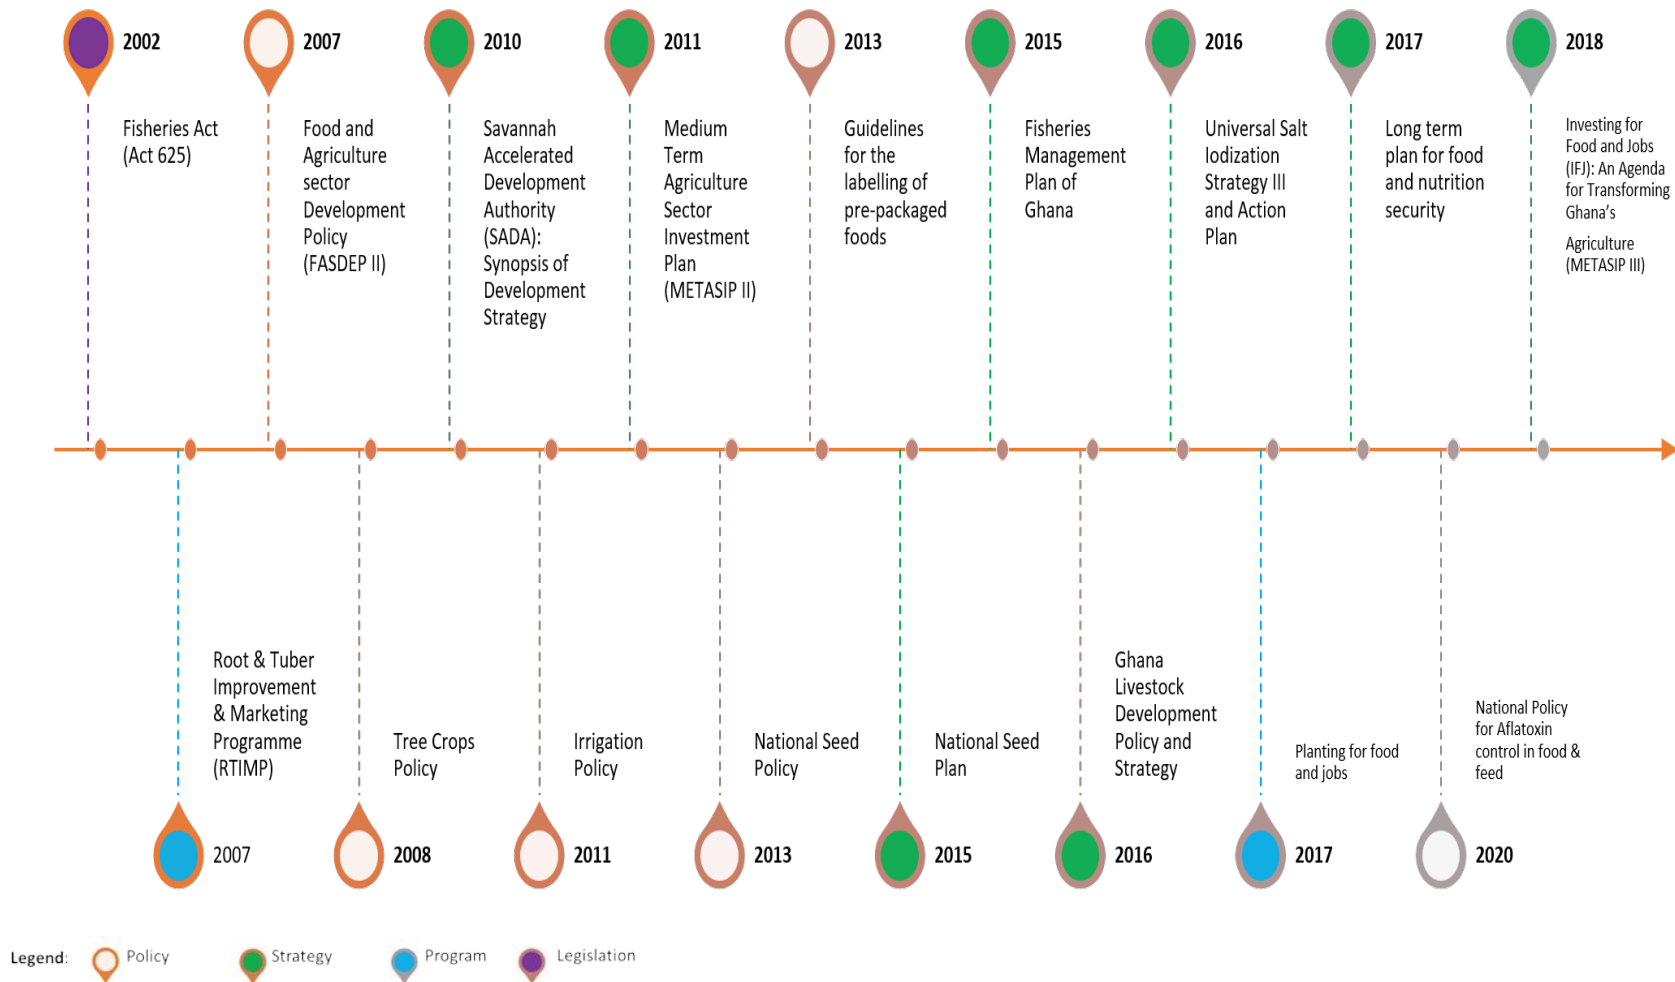 2002
Fisheries Act
(Act 625)
2007
Food and
Agriculture
sector
Development
Policy
(FASDEP II)
2010
Savannah
Accelerated
Development
Authority
(SADA):
Synopsis of
Development
Strategy
2011
Medium
Term
Agriculture
Sector
Investment
Plan
(METASIP II)
2013
Guidelines
for the
labelling of
pre-packaged
foods
2015
Fisheries
Management
Plan of
Ghana
2016
Universal Salt
Iodization
Strategy III
and Action
Plan
2017
Long term
plan for food
and nutrition
security
2018
Investing for
Food and Jobs
(IFJ): An Agenda
for Transforming
Ghana's
Agriculture
(METASIP III)
Root & Tuber
Improvement
& Marketing
Programme
(RTIMP)
2007
Tree Crops
Policy
2008
Irrigation
Policy
2011
National Seed
Policy
2013
National Seed
Plan
2015
Ghana
Livestock
Development
Policy and
Strategy
2016
Planting for food
and jobs
2017
National Policy
for Aflatoxin
control in food &
feed
2020
Legend: Policy Strategy Program Legislation